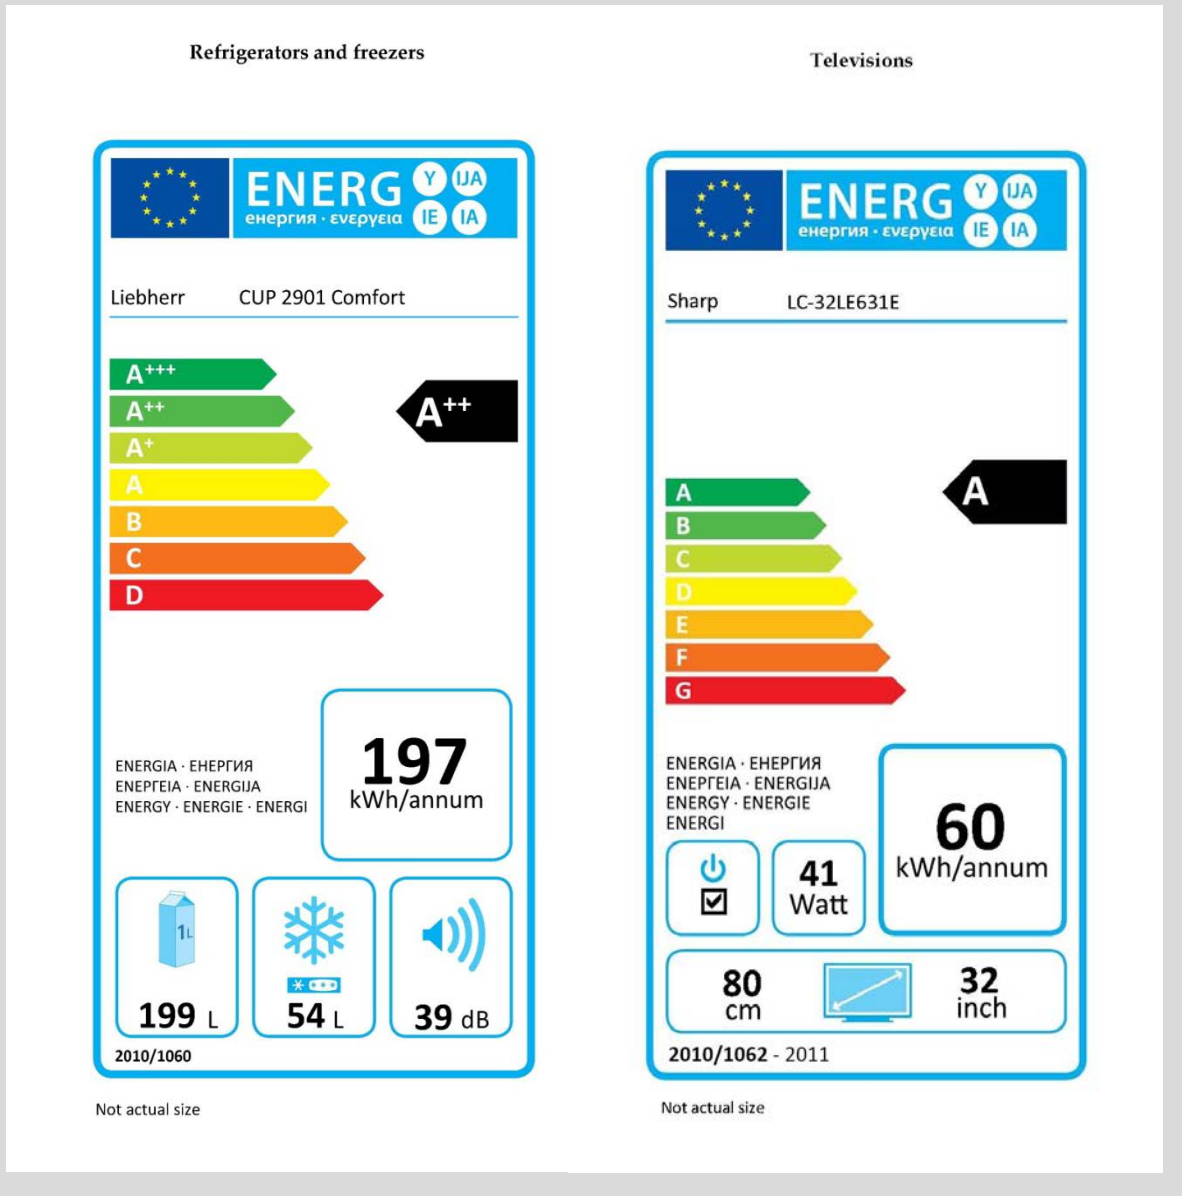 Refrigerators and freezers
ENERG Y IJA
енергия · ενεργεια IE IA
Liebherr CUP 2901 Comfort
A+++
A++
A++
A+
A
B
C
D
197
kWh/annum
ENERGIA · ЕНЕРГИЯ
ΕΝΕΡΓΕΙΑ · ENERGIJA
ENERGY · ENERGIE · ENERGI
1L
199 L
54 L
39 dB
2010/1060
Not actual size
Televisions
ENERG Y IJA
енергия · ενεργεια IE IA
Sharp LC-32LE631E
A
A
B
C
D
E
F
G
ENERGIA · ЕНЕРГИЯ
ΕΝΕΡΓΕΙΑ · ENERGIJA
ENERGY · ENERGIE
ENERGI
60
kWh/annum
41
Watt
80
cm
32
inch
2010/1062 - 2011
Not actual size